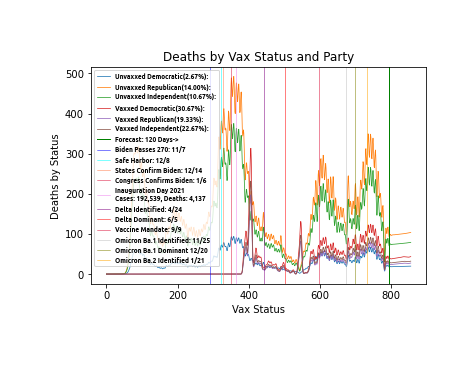 Deaths by Vax Status and Party
Deaths by Status
500
400
300
200
100
0
Unvaxxed Democratic(2.67%):
Unvaxxed Republican(14.00%):
Unvaxxed Independent(10.67%):
Vaxxed Democratic(30.67%):
Vaxxed Republican(19.33%):
Vaxxed Independent(22.67%):
Forecast: 120 Days->
Biden Passes 270: 11/7
Safe Harbor: 12/8
States Confirm Biden: 12/14
Congress Confirms Biden: 1/6
Inauguration Day 2021
Cases: 192,539, Deaths: 4,137
Delta Identified: 4/24
Delta Dominant: 6/5
Vaccine Mandate: 9/9
Omicron Ba.1 Identified: 11/25
Omicron Ba.1 Dominant: 12/20
Omicron Ba.2 Identified 1/21
0
200
400
600
800
Vax Status